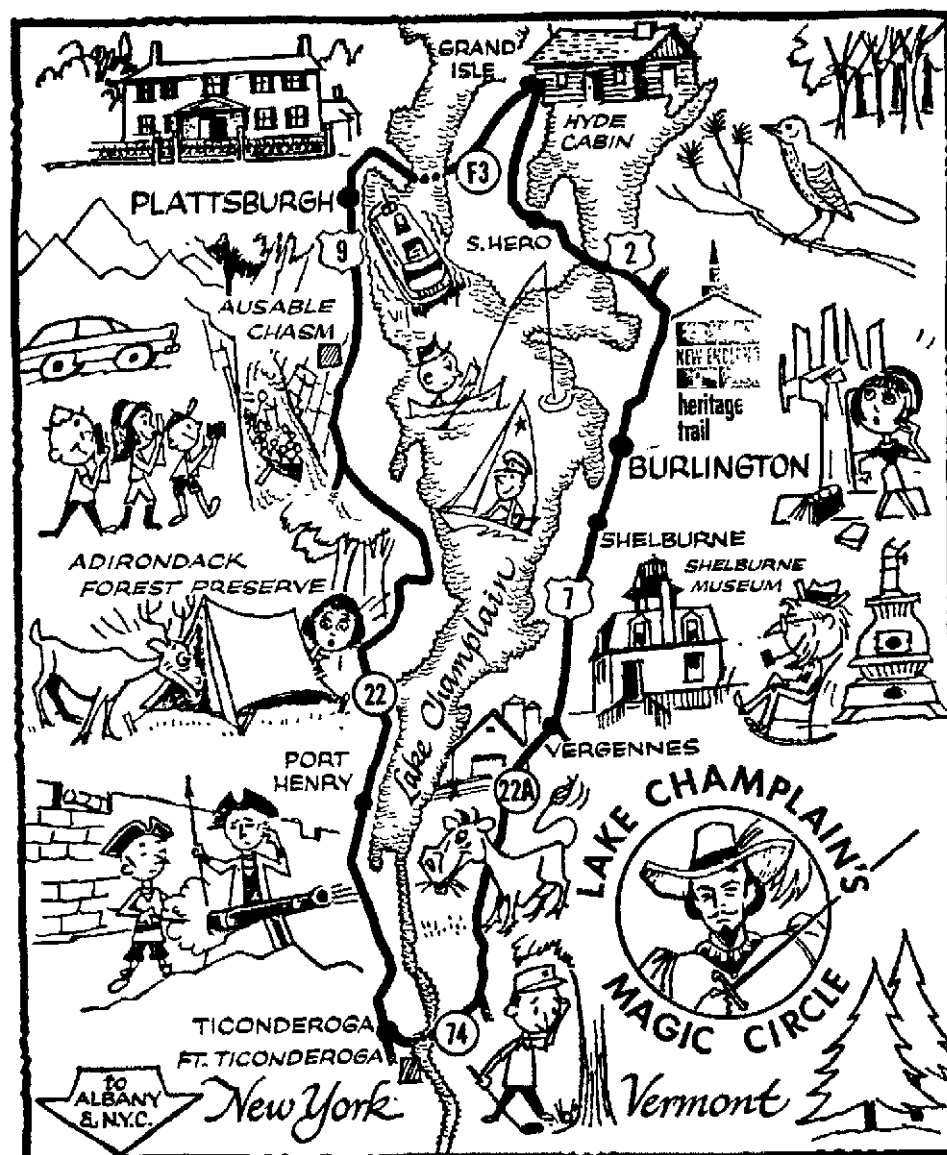 GRAND
ISLE
HYDE
CABIN
F3
PLATTSBURGH
9
S. HERO
2
AUSABLE
CHASM
NEW ENGLAND
heritage
trail
BURLINGTON
ADIRONDACK
FOREST PRESERVE
SHELBURNE
SHELBURNE
MUSEUM
7
Lake Champlain
22
VERGENNES
PORT
HENRY
22A
LAKE CHAMPLAIN'S
MAGIC CIRCLE
TICONDEROGA
74
FT. TICONDEROGA
to
ALBANY
& N.Y.C.
New York
Vermont